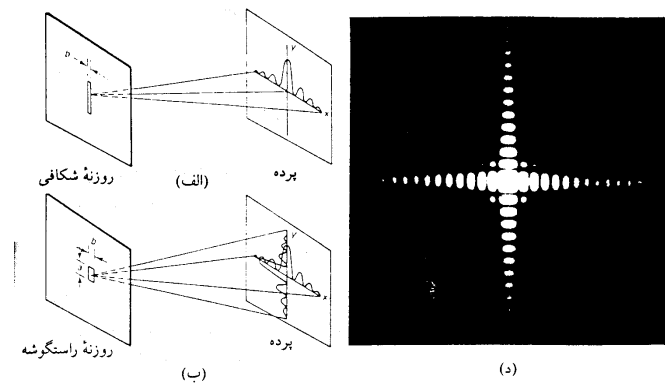 D
y
x
روزنهٔ شکافی
(الف)
پرده
D
y
x
روزنهٔ راستگوشه
(ب)
پرده
(د)